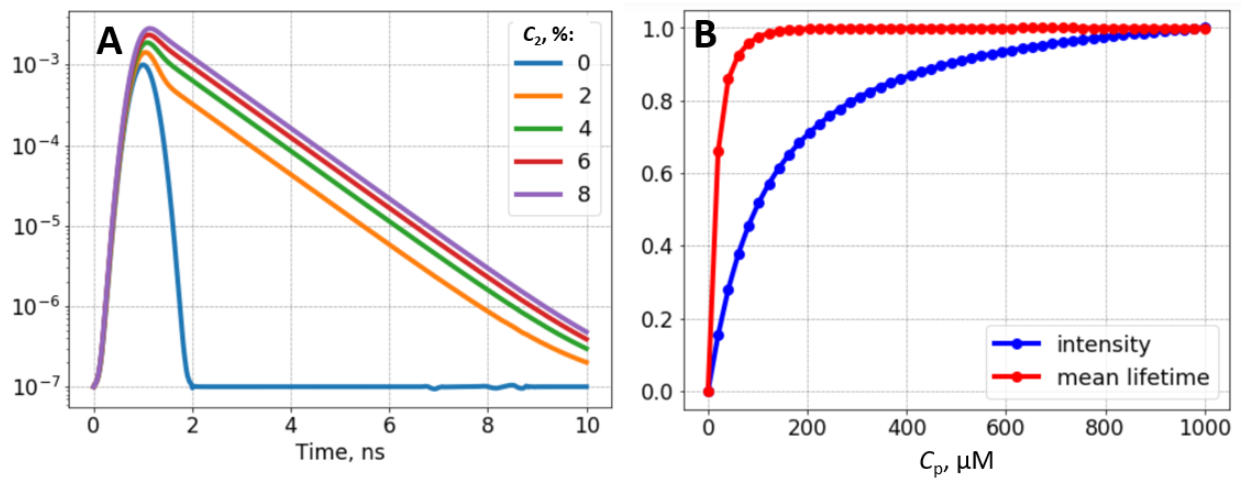 A
C₂, %:
0
2
4
6
8
10⁻³
10⁻⁴
10⁻⁵
10⁻⁶
10⁻⁷
0 2 4 6 8 10
Time, ns
B
1.0
0.8
0.6
0.4
0.2
0.0
intensity
mean lifetime
0 200 400 600 800 1000
Cₚ, µM